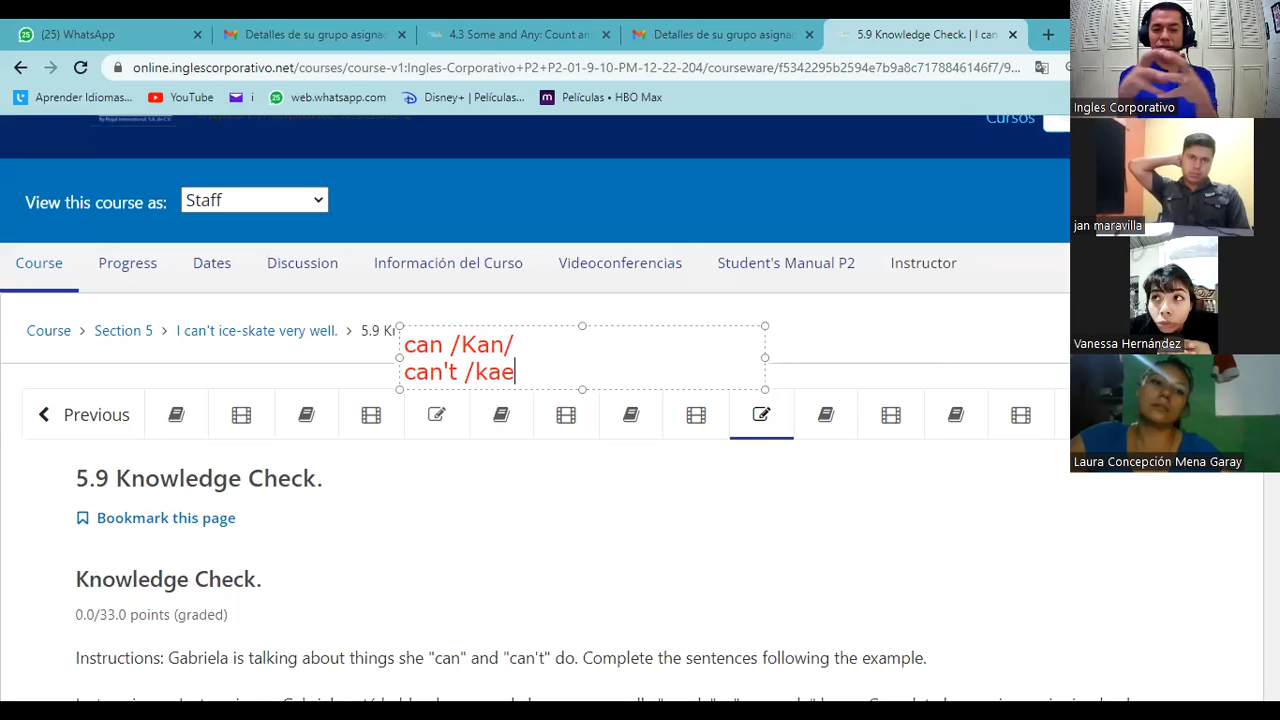 (25) WhatsApp
Detalles de su grupo asignad
Some and Any Count and
Detalles de su grupo asignad
5.9 Knowledge Check. | I can
online.inglescorporativo.net/courses/course-v1:Ingles-Corporativo+P2+P2-01-9-10-PM-12-22-204/courseware/f5342295b2594e7b9a8c7178846146f7/9...
Aprender Idiomas...
YouTube
i
web.whatsapp.com
Disney+ | Películas...
Películas • HBO Max
Cursos
View this course as:
Staff
Course
Progress
Dates
Discussion
Información del Curso
Videoconferencias
Student's Manual P2
Instructor
Course
Section 5
I can't ice-skate very well.
5.9 K
can /Kan/
can't /kae
Previous
5.9 Knowledge Check.
Bookmark this page
Knowledge Check.
0.0/33.0 points (graded)
Instructions: Gabriela is talking about things she "can" and "can't" do. Complete the sentences following the example.
Ingles Corporativo
jan maravilla
Vanessa Hernández
Laura Concepción Mena Garay